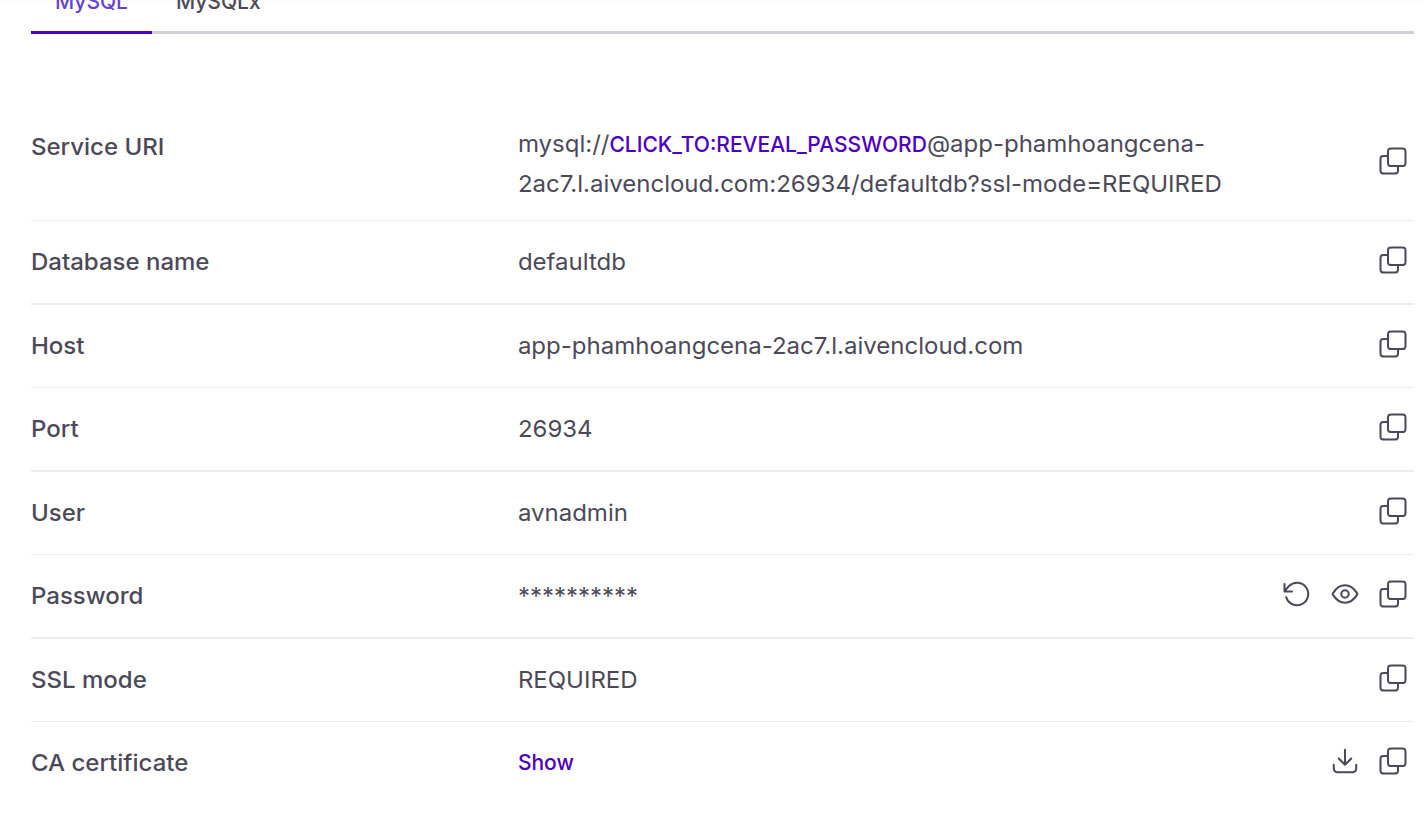 MySQL MySQLx
Service URI
mysql://CLICK_TO:REVEAL_PASSWORD@app-phamhoangcena-
2ac7.l.aivencloud.com:26934/defaultdb?ssl-mode=REQUIRED
Database name defaultdb
Host app-phamhoangcena-2ac7.l.aivencloud.com
Port 26934
User avnadmin
Password **********
SSL mode REQUIRED
CA certificate Show